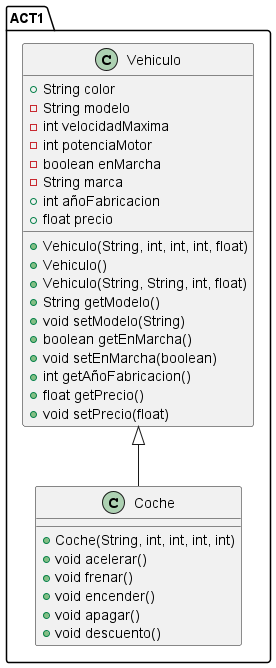 ACT1
C Vehiculo
String color
String modelo
int velocidadMaxima
int potenciaMotor
boolean enMarcha
String marca
int añoFabricacion
float precio
Vehiculo(String, int, int, int, float)
Vehiculo()
Vehiculo(String, String, int, float)
String getModelo()
void setModelo(String)
boolean getEnMarcha()
void setEnMarcha(boolean)
int getAñoFabricacion()
float getPrecio()
void setPrecio(float)
C Coche
Coche(String, int, int, int, int)
void acelerar()
void frenar()
void encender()
void apagar()
void descuento()